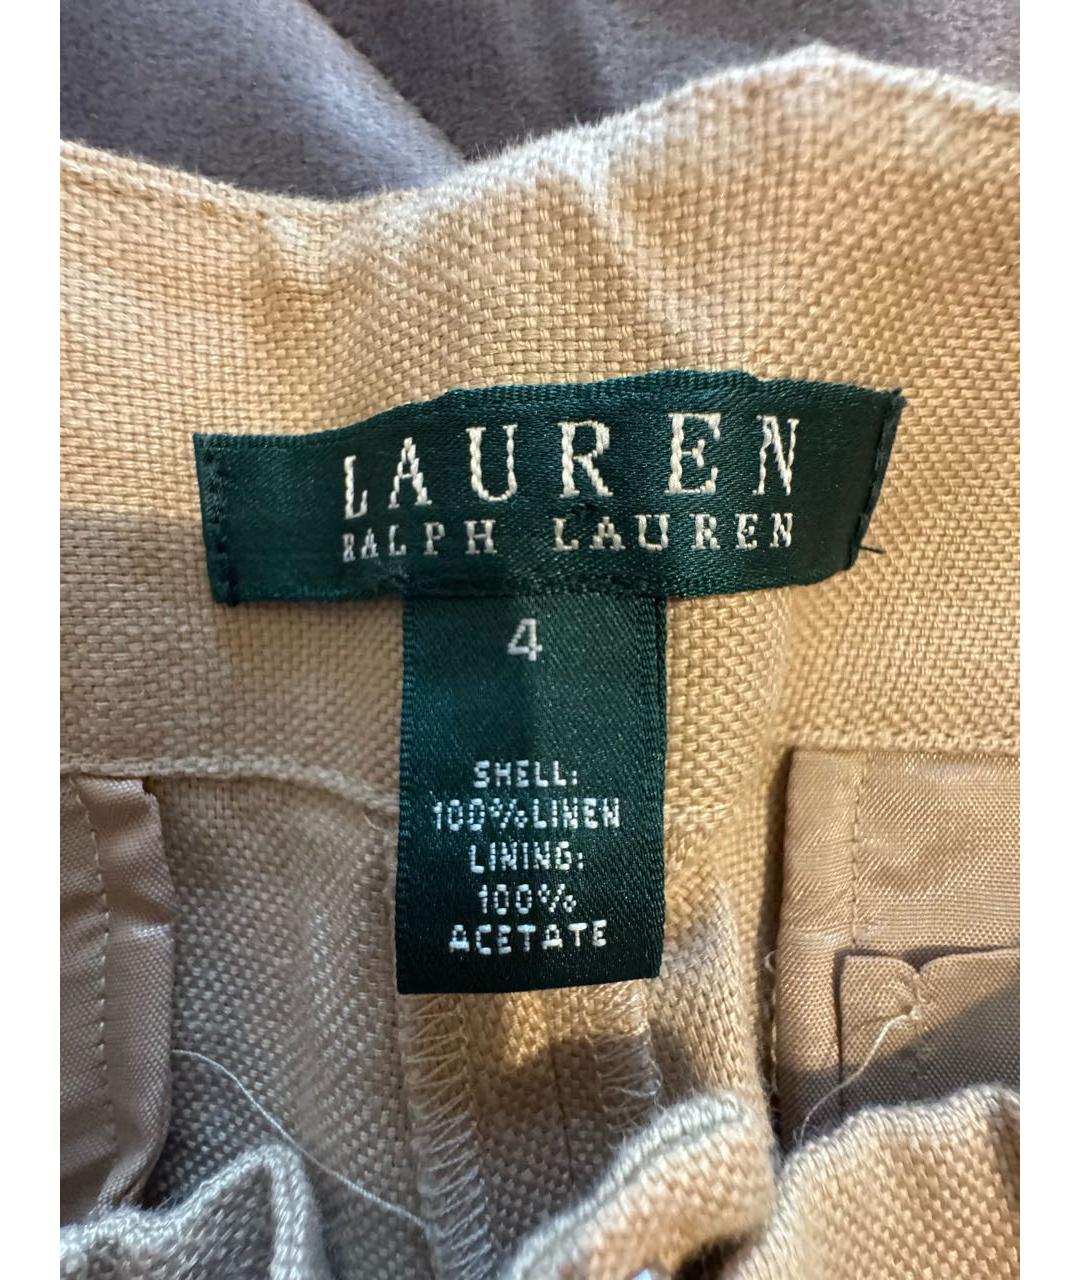 LAUREN
RALPH LAUREN
4
SHELL:
100%LINEN
LINING:
100%
ACETATE